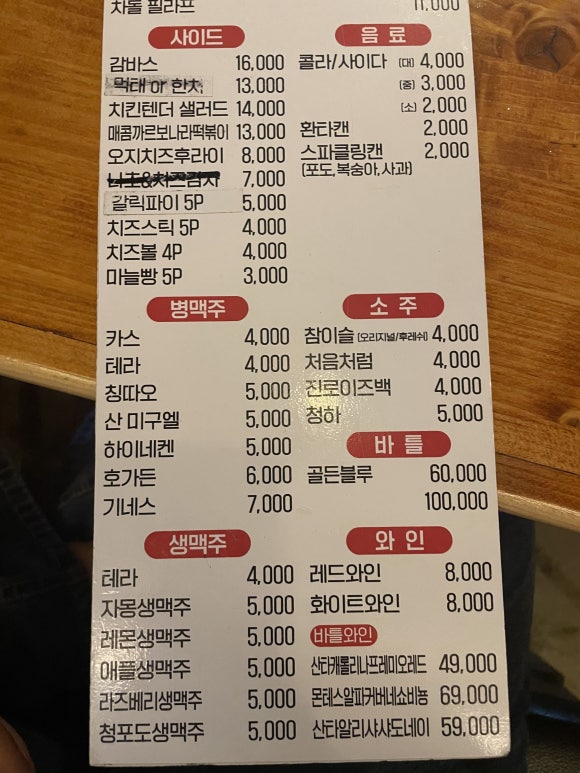 차돌 필라프 11,000
사이드
감바스 16,000
먹태 or 한치 13,000
치킨텐더 샐러드 14,000
매콤까르보나라떡볶이 13,000
오지치즈후라이 8,000
나초&치즈감자 7,000
갈릭파이 5P 5,000
치즈스틱 5P 4,000
치즈볼 4P 4,000
마늘빵 5P 3,000
음료
콜라/사이다 (대) 4,000
(중) 3,000
(소) 2,000
환타캔 2,000
스파클링캔 2,000
(포도,복숭아,사과)
병맥주
카스 4,000
테라 4,000
칭따오 5,000
산 미구엘 5,000
하이네켄 5,000
호가든 6,000
기네스 7,000
소주
참이슬 (오리지널/후레쉬) 4,000
처음처럼 4,000
진로이즈백 4,000
청하 5,000
바틀
골든블루 60,000
100,000
생맥주
테라 4,000
자몽생맥주 5,000
레몬생맥주 5,000
애플생맥주 5,000
라즈베리생맥주 5,000
청포도생맥주 5,000
와인
레드와인 8,000
화이트와인 8,000
바틀와인
산타캐롤리나프레미오레드 49,000
몬테스알파커버네쇼비뇽 69,000
산타알리샤샤도네이 59,000